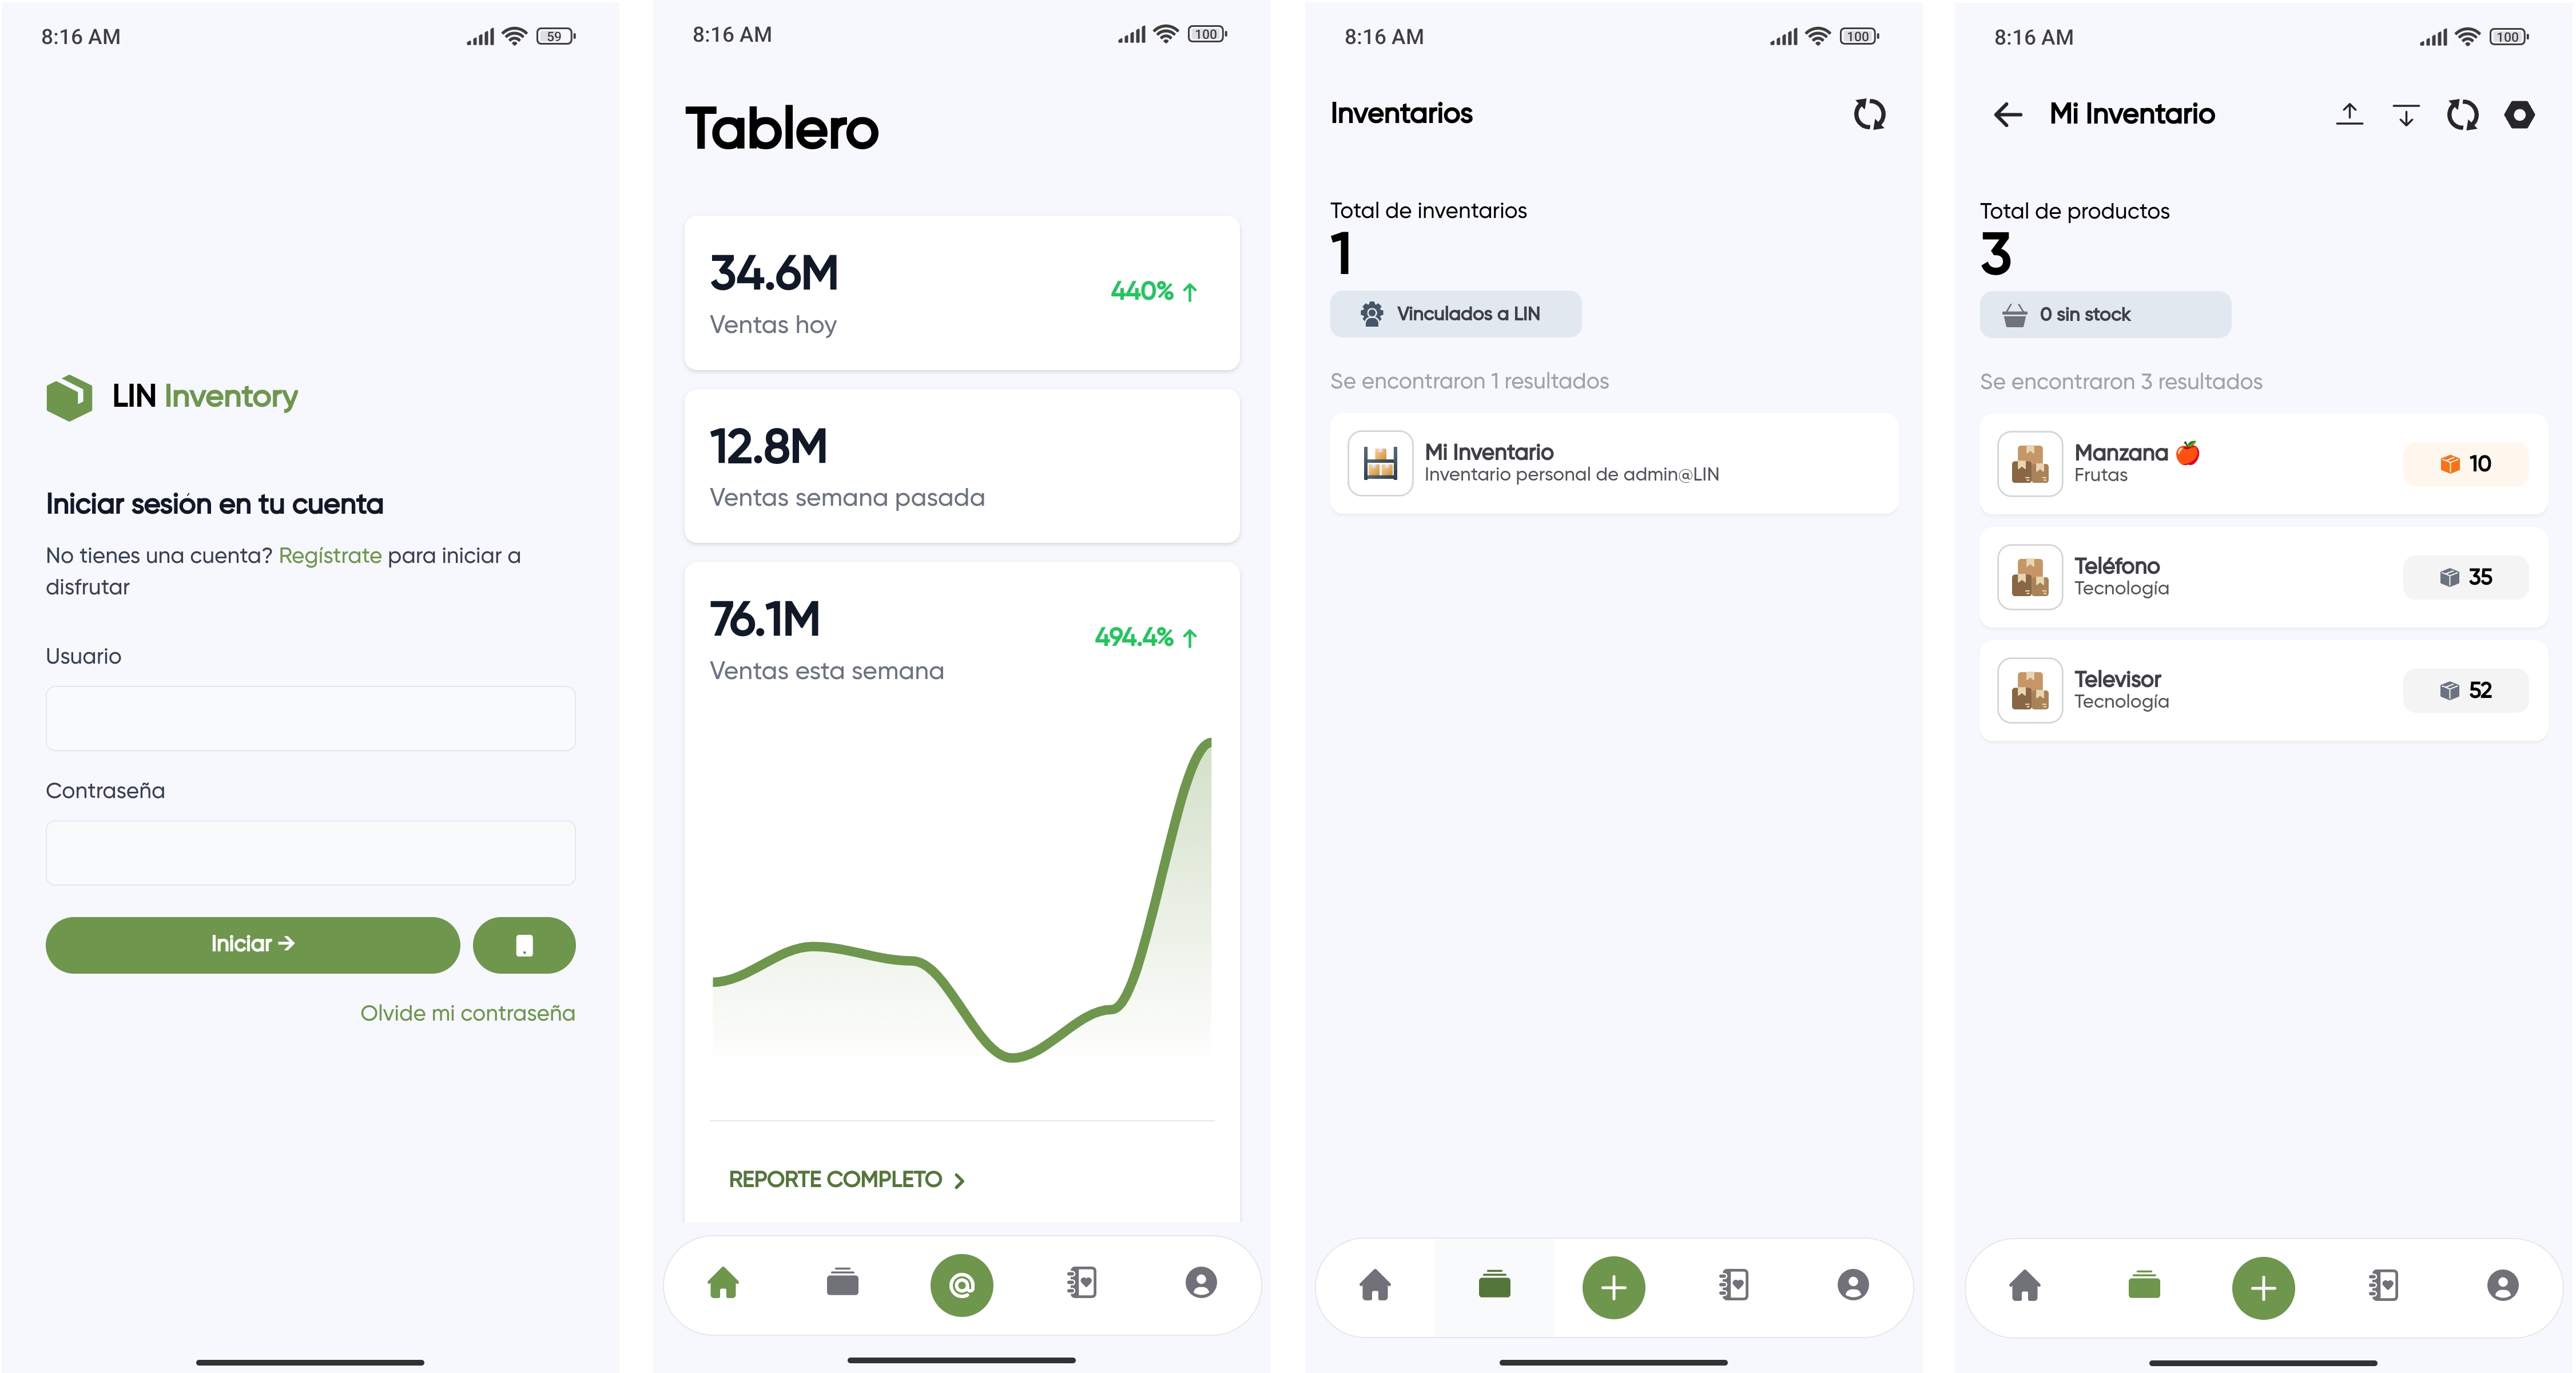 8:16 AM
59
LIN Inventory
Iniciar sesión en tu cuenta
No tienes una cuenta? Regístrate para iniciar a
disfrutar
Usuario
Contraseña
Iniciar →
Olvide mi contraseña
8:16 AM
100
Tablero
34.6M
440% ↑
Ventas hoy
12.8M
Ventas semana pasada
76.1M
494.4% ↑
Ventas esta semana
REPORTE COMPLETO >
@
8:16 AM
100
Inventarios
Total de inventarios
1
Vinculados a LIN
Se encontraron 1 resultados
Mi Inventario
Inventario personal de admin@LIN
8:16 AM
100
Mi Inventario
Total de productos
3
0 sin stock
Se encontraron 3 resultados
Manzana 🍎
Frutas
10
Teléfono
Tecnología
35
Televisor
Tecnología
52